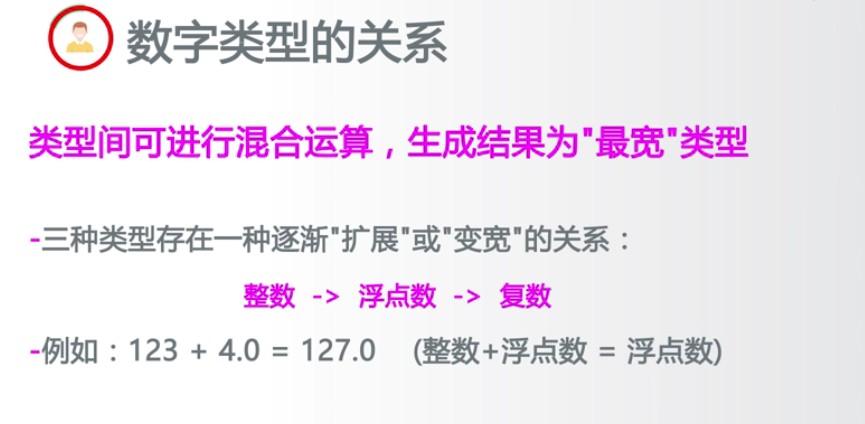 数字类型的关系
类型间可进行混合运算，生成结果为"最宽"类型
-三种类型存在一种逐渐"扩展"或"变宽"的关系：
整数 -> 浮点数 -> 复数
-例如：123 + 4.0 = 127.0 (整数+浮点数 = 浮点数)